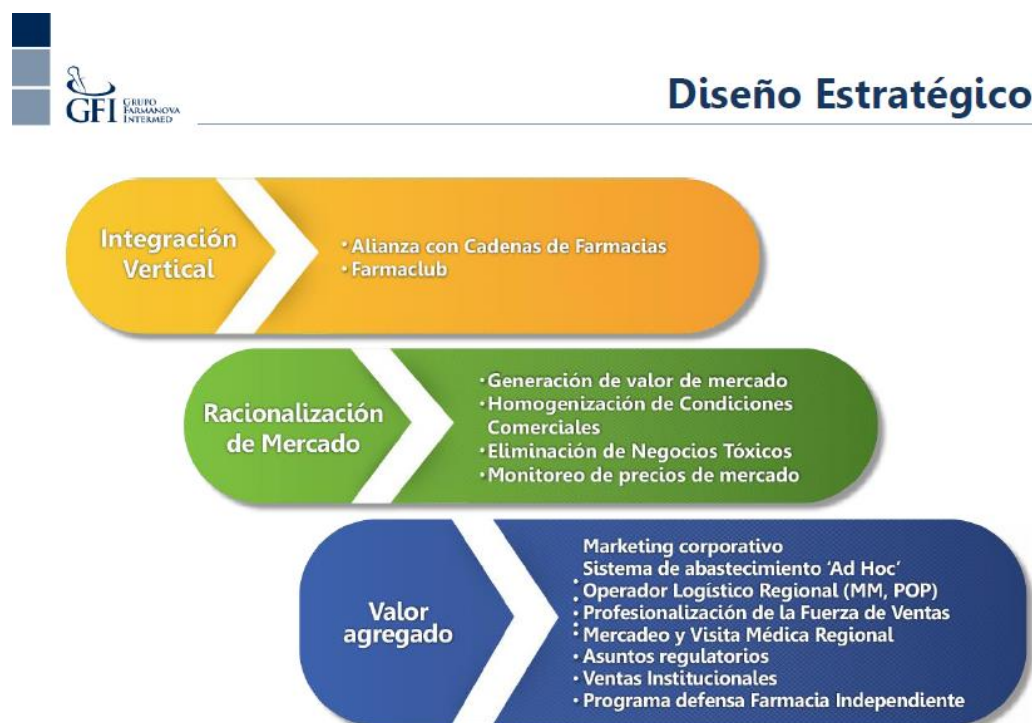 GFI GRUPO
FARMANOVA
INTERMED
Diseño Estratégico
Integración
Vertical
· Alianza con Cadenas de Farmacias
· Farmaclub
Racionalización
de Mercado
· Generación de valor de mercado
· Homogenización de Condiciones
Comerciales
· Eliminación de Negocios Tóxicos
· Monitoreo de precios de mercado
Valor
agregado
Marketing corporativo
Sistema de abastecimiento 'Ad Hoc'
· Operador Logístico Regional (MM, POP)
· Profesionalización de la Fuerza de Ventas
· Mercadeo y Visita Médica Regional
· Asuntos regulatorios
· Ventas Institucionales
· Programa defensa Farmacia Independiente